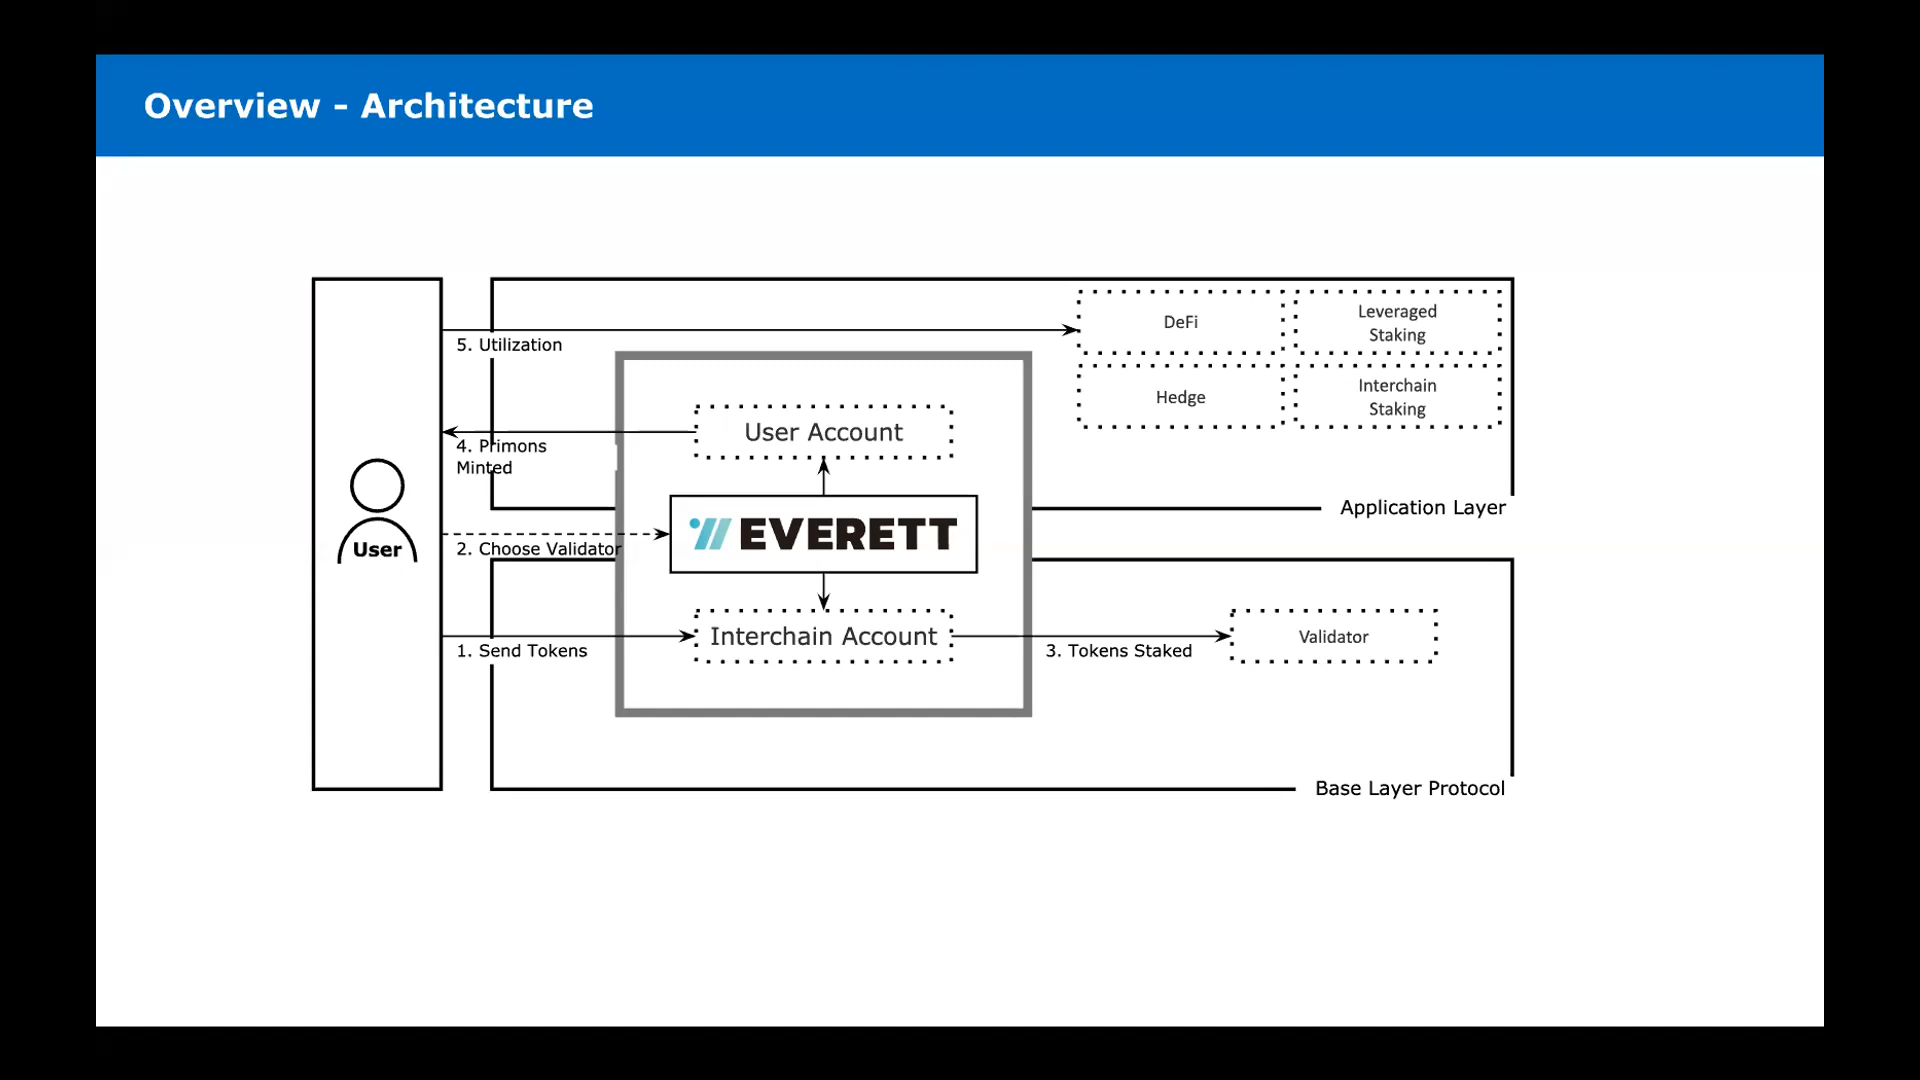 Overview - Architecture
DeFi
Leveraged
Staking
5. Utilization
Hedge
Interchain
Staking
User Account
4. Primons
Minted
Application Layer
EVERETT
User
2. Choose Validator
Interchain Account
Validator
1. Send Tokens
3. Tokens Staked
Base Layer Protocol